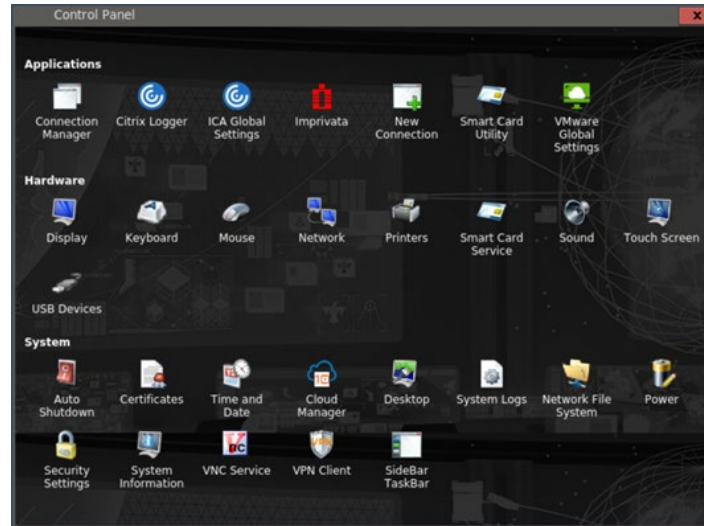 Control Panel
X
Applications
Connection Manager
Citrix Logger
ICA Global Settings
Imprivata
New Connection
Smart Card Utility
VMware Global Settings
Hardware
Display
Keyboard
Mouse
Network
Printers
Smart Card Service
Sound
Touch Screen
USB Devices
System
Auto Shutdown
Certificates
Time and Date
Cloud Manager
Desktop
System Logs
Network File System
Power
Security Settings
System Information
VNC Service
VPN Client
SideBar TaskBar